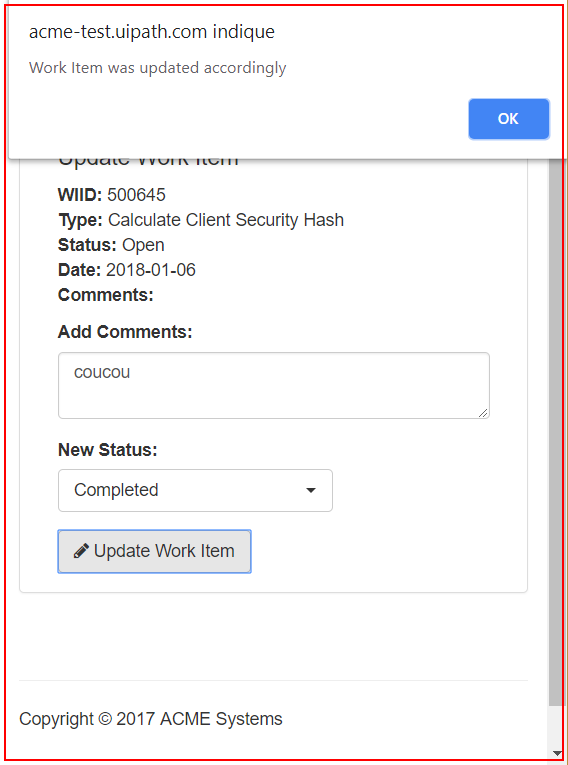 acme-test.uipath.com indique
Work Item was updated accordingly
OK
Update Work Item
WIID: 500645
Type: Calculate Client Security Hash
Status: Open
Date: 2018-01-06
Comments:
Add Comments:
coucou
New Status:
Completed
Update Work Item
Copyright © 2017 ACME Systems